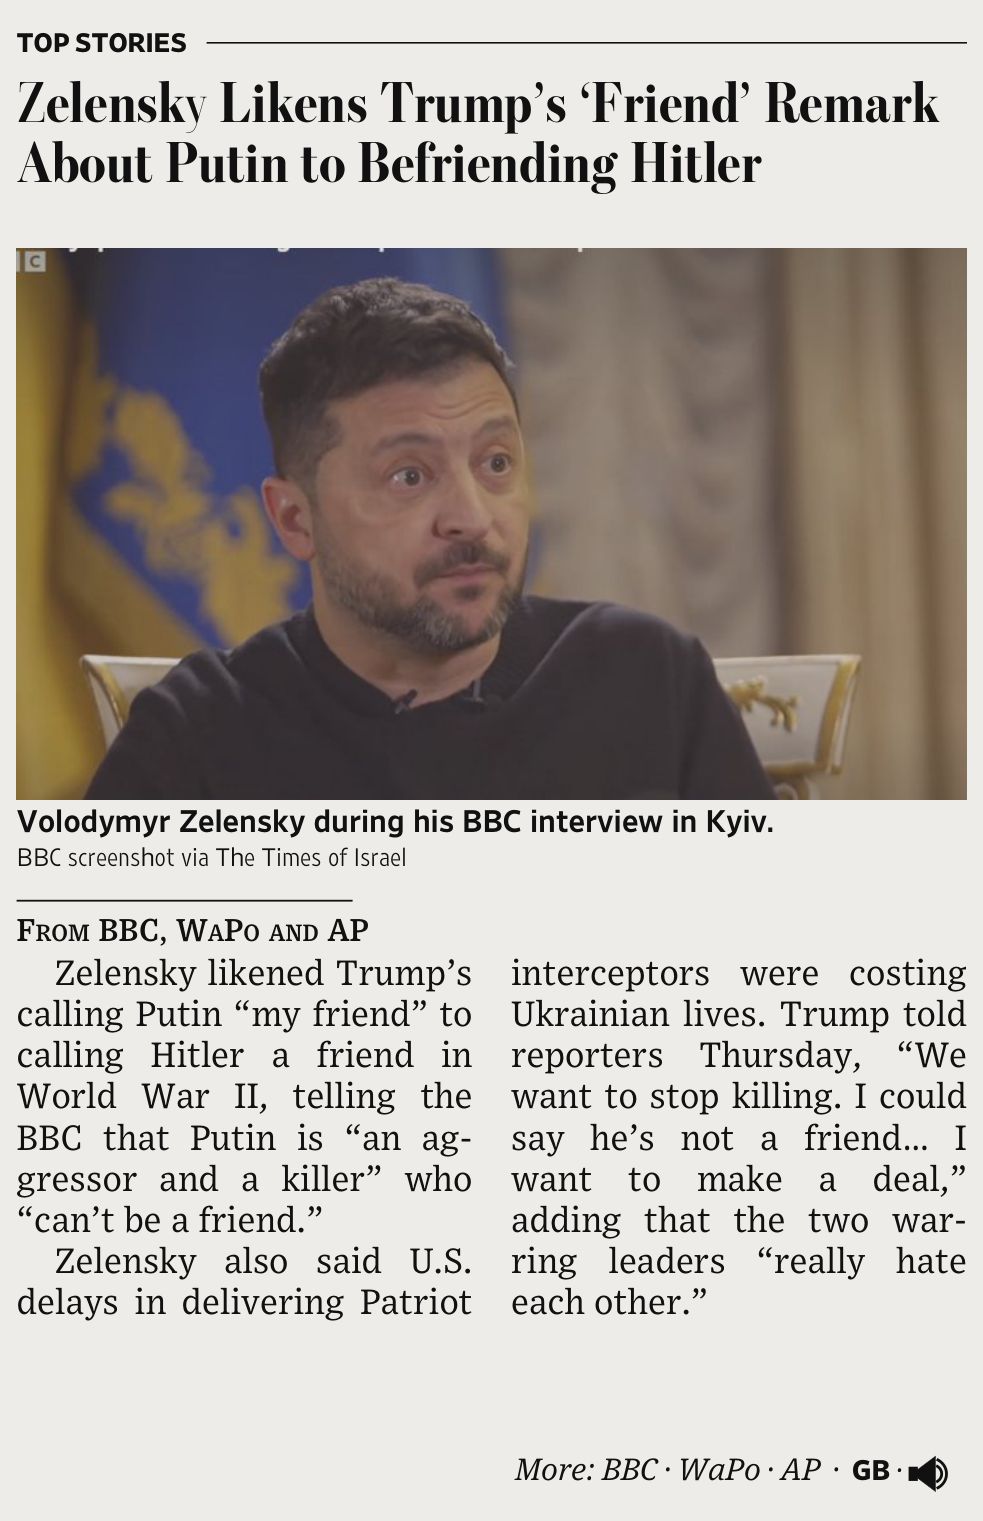 TOP STORIES
Zelensky Likens Trump’s ‘Friend’ Remark
About Putin to Befriending Hitler
C
Volodymyr Zelensky during his BBC interview in Kyiv.
BBC screenshot via The Times of Israel
From BBC, WaPo and AP
Zelensky likened Trump’s
calling Putin “my friend” to
calling Hitler a friend in
World War II, telling the
BBC that Putin is “an ag-
gressor and a killer” who
“can’t be a friend.”
Zelensky also said U.S.
delays in delivering Patriot
interceptors were costing
Ukrainian lives. Trump told
reporters Thursday, “We
want to stop killing. I could
say he’s not a friend... I
want to make a deal,”
adding that the two war-
ring leaders “really hate
each other.”
More: BBC · WaPo · AP · GB ·